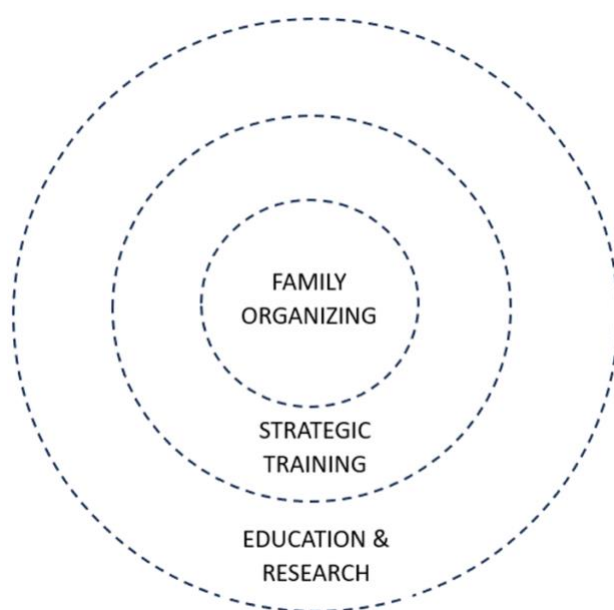 FAMILY
ORGANIZING
STRATEGIC
TRAINING
EDUCATION &
RESEARCH